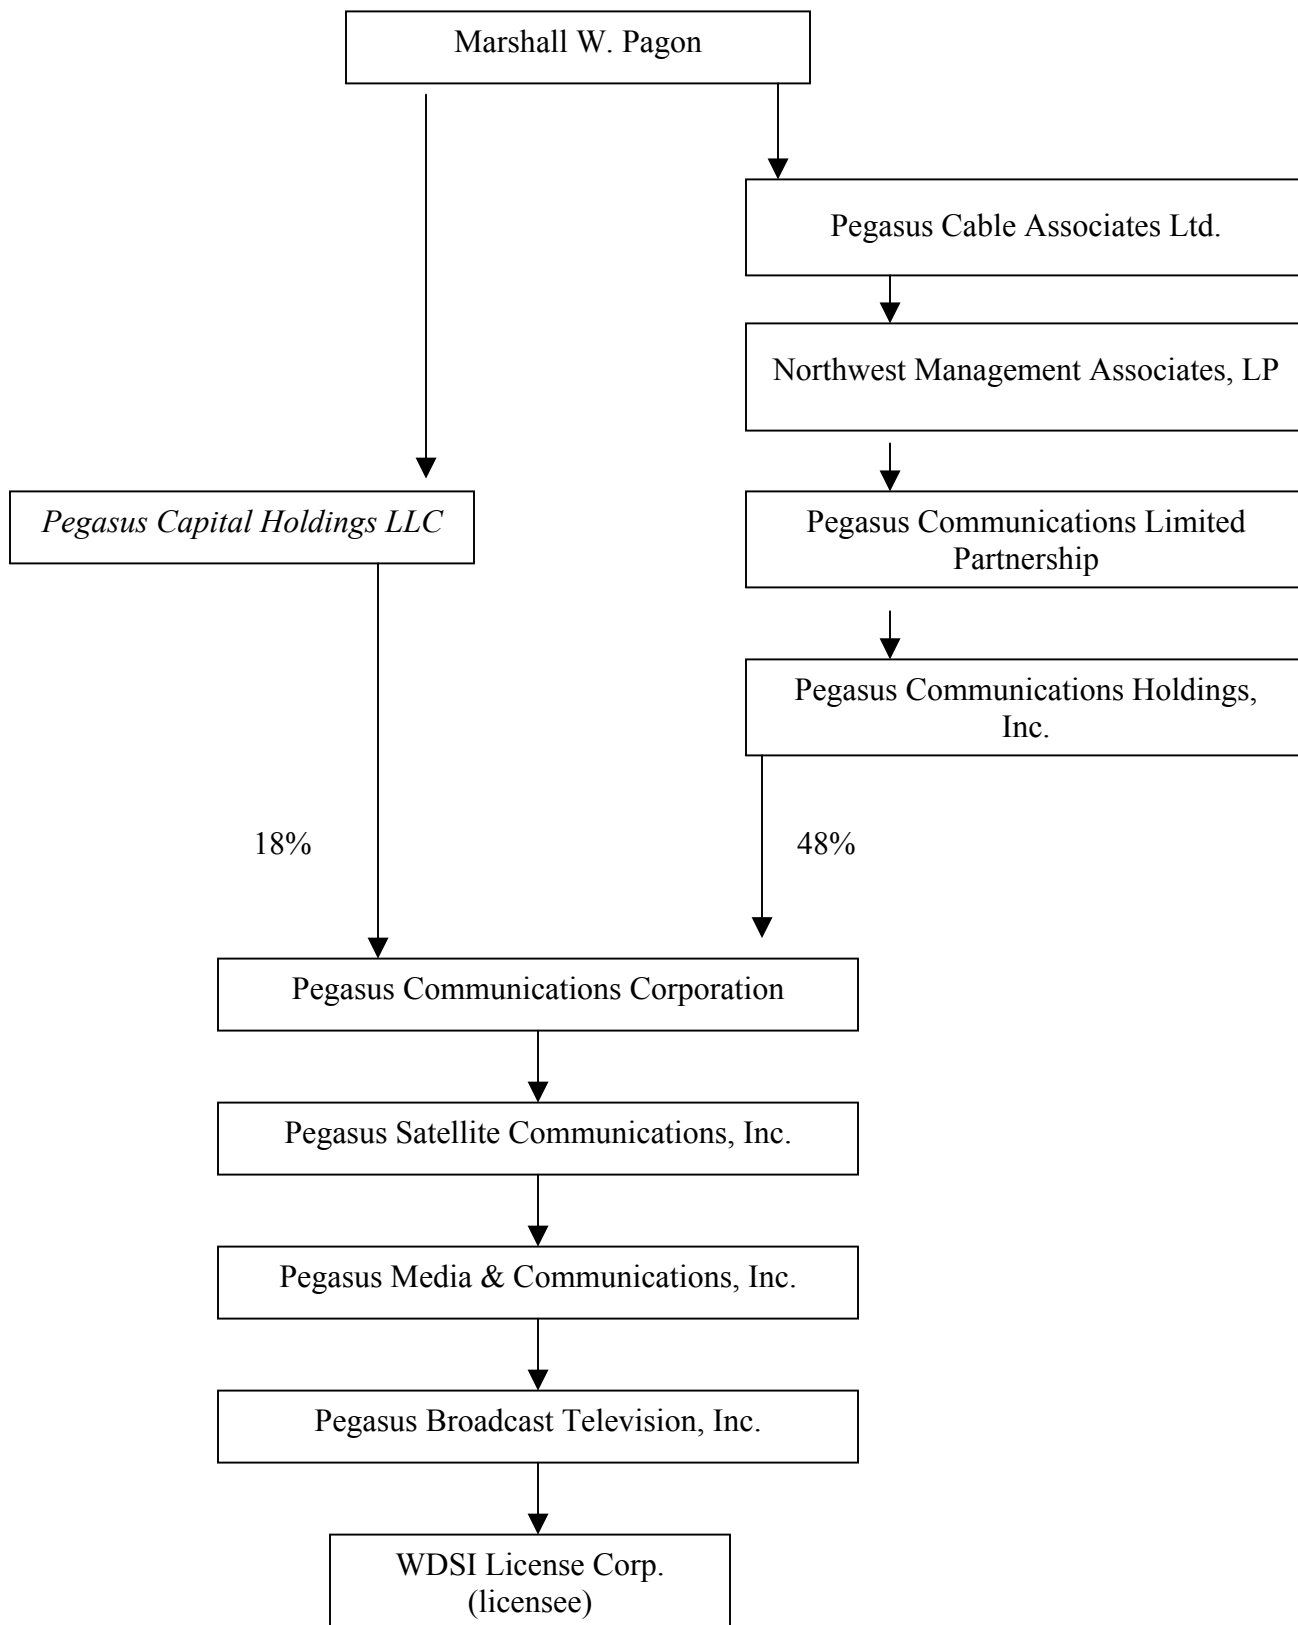 Marshall W. Pagon
Pegasus Cable Associates Ltd.
Northwest Management Associates, LP
Pegasus Capital Holdings LLC
Pegasus Communications Limited
Partnership
Pegasus Communications Holdings,
Inc.
18%
48%
Pegasus Communications Corporation
Pegasus Satellite Communications, Inc.
Pegasus Media & Communications, Inc.
Pegasus Broadcast Television, Inc.
WDSI License Corp.
(licensee)